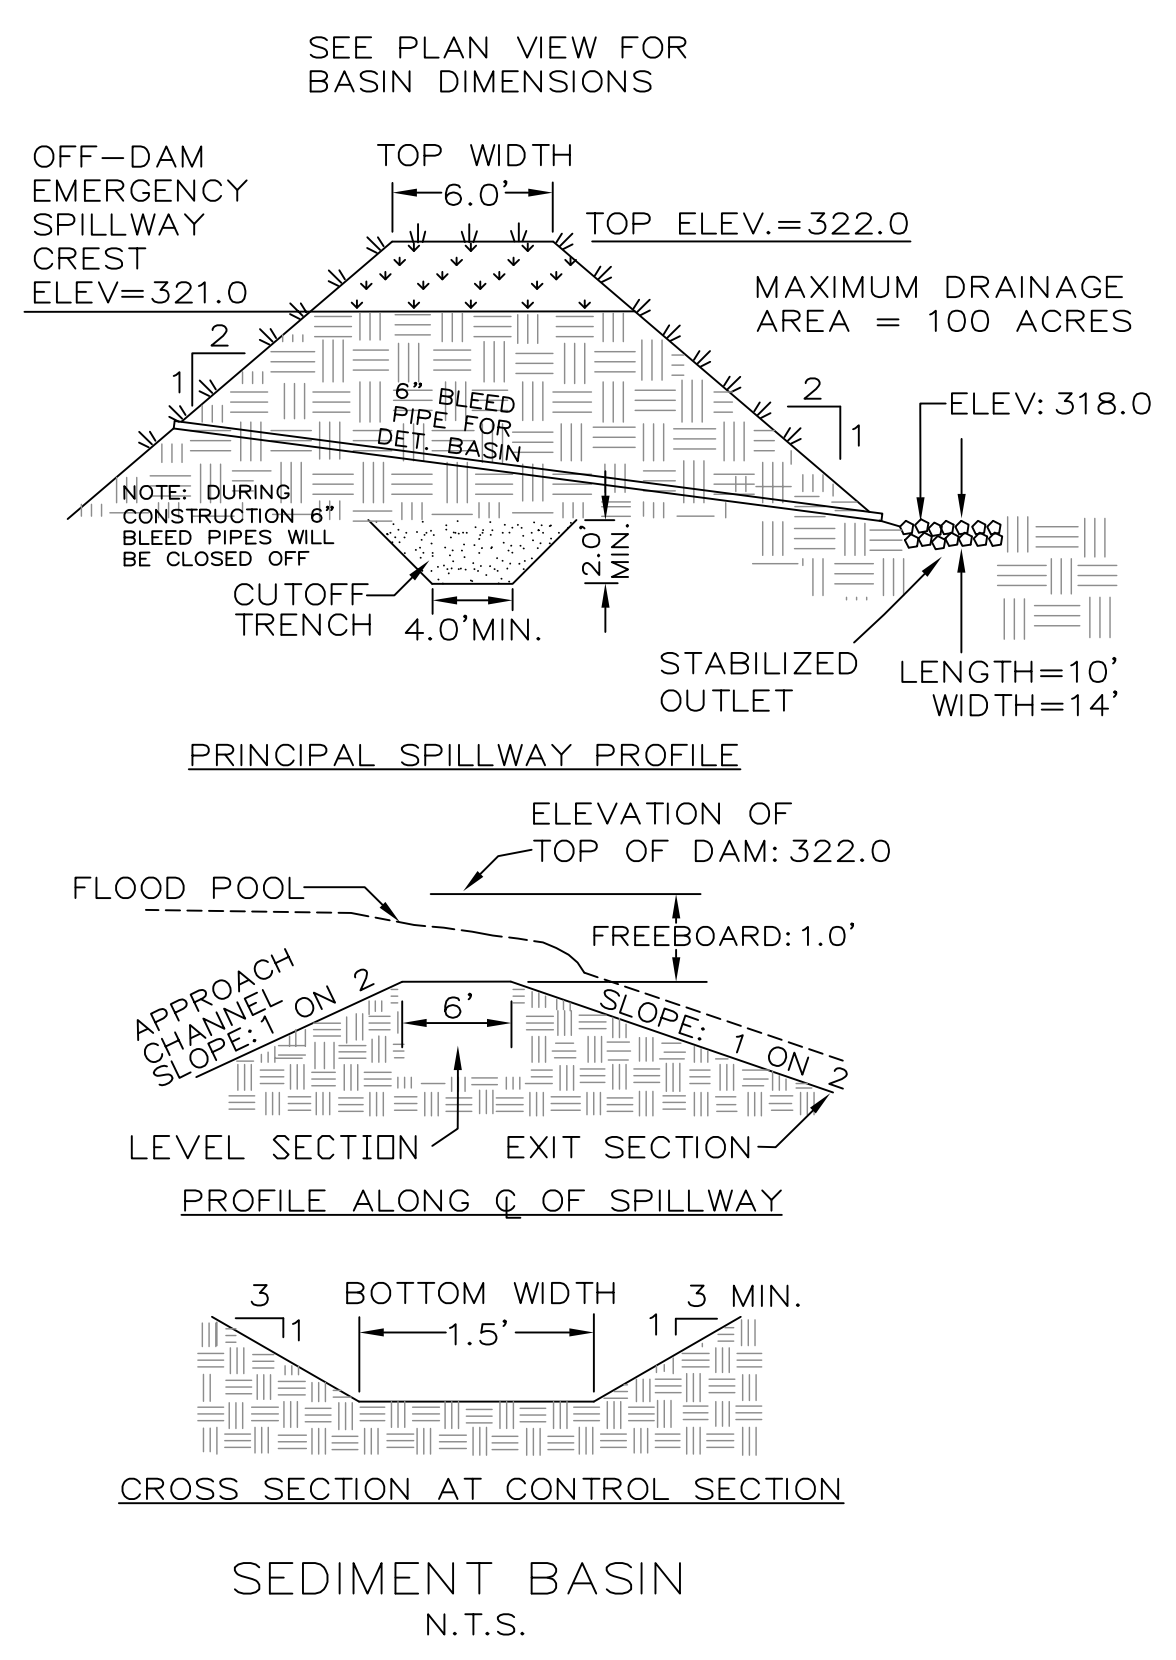 SEE PLAN VIEW FOR
BASIN DIMENSIONS
OFF-DAM
EMERGENCY
SPILLWAY
CREST
ELEV=321.0
TOP WIDTH
6.0'
TOP ELEV.=322.0
MAXIMUM DRAINAGE
AREA = 100 ACRES
2
1
6" BLEED
PIPE FOR
DET. BASIN
2
1
ELEV: 318.0
NOTE: DURING
CONSTRUCTION 6"
BLEED PIPES WILL
BE CLOSED OFF
CUTOFF
TRENCH
4.0'MIN.
2.0'
MIN.
STABILIZED
OUTLET
LENGTH=10'
WIDTH=14'
PRINCIPAL SPILLWAY PROFILE
ELEVATION OF
TOP OF DAM: 322.0
FLOOD POOL
FREEBOARD: 1.0'
APPROACH
CHANNEL
SLOPE: 1 ON 2
6'
SLOPE: 1 ON 2
LEVEL SECTION
EXIT SECTION
PROFILE ALONG ℄ OF SPILLWAY
3
1
BOTTOM WIDTH
1.5'
3 MIN.
1
CROSS SECTION AT CONTROL SECTION
SEDIMENT BASIN
N.T.S.